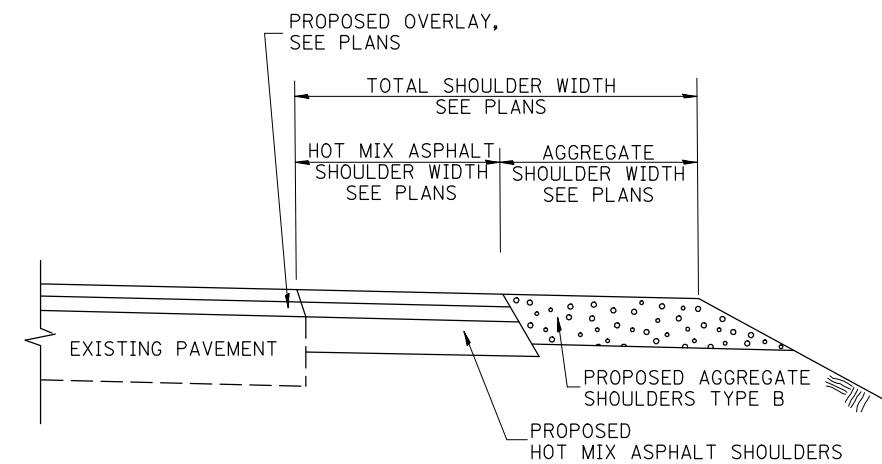 PROPOSED OVERLAY,
SEE PLANS
TOTAL SHOULDER WIDTH
SEE PLANS
HOT MIX ASPHALT
SHOULDER WIDTH
SEE PLANS
AGGREGATE
SHOULDER WIDTH
SEE PLANS
EXISTING PAVEMENT
PROPOSED AGGREGATE
SHOULDERS TYPE B
PROPOSED
HOT MIX ASPHALT SHOULDERS